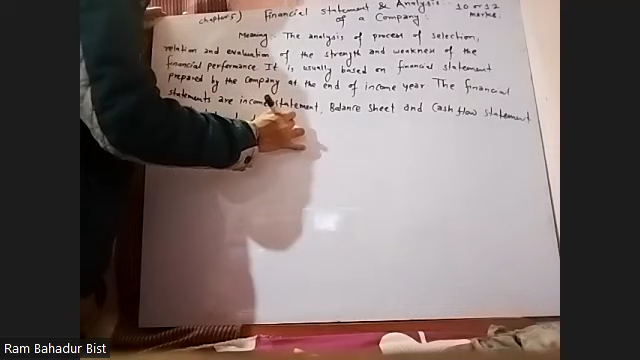 chapter 5) Financial statement & Analysis 10 or 12
of a Company: marks.
Meaning:- The analysis of process of selection,
relation and evaluation of the strength and weakness of the
financial performance It is usually based on financial statement
prepared by the company at the end of income year The financial
statements are income statement, Balance sheet and Cash flow statement
Ram Bahadur Bist